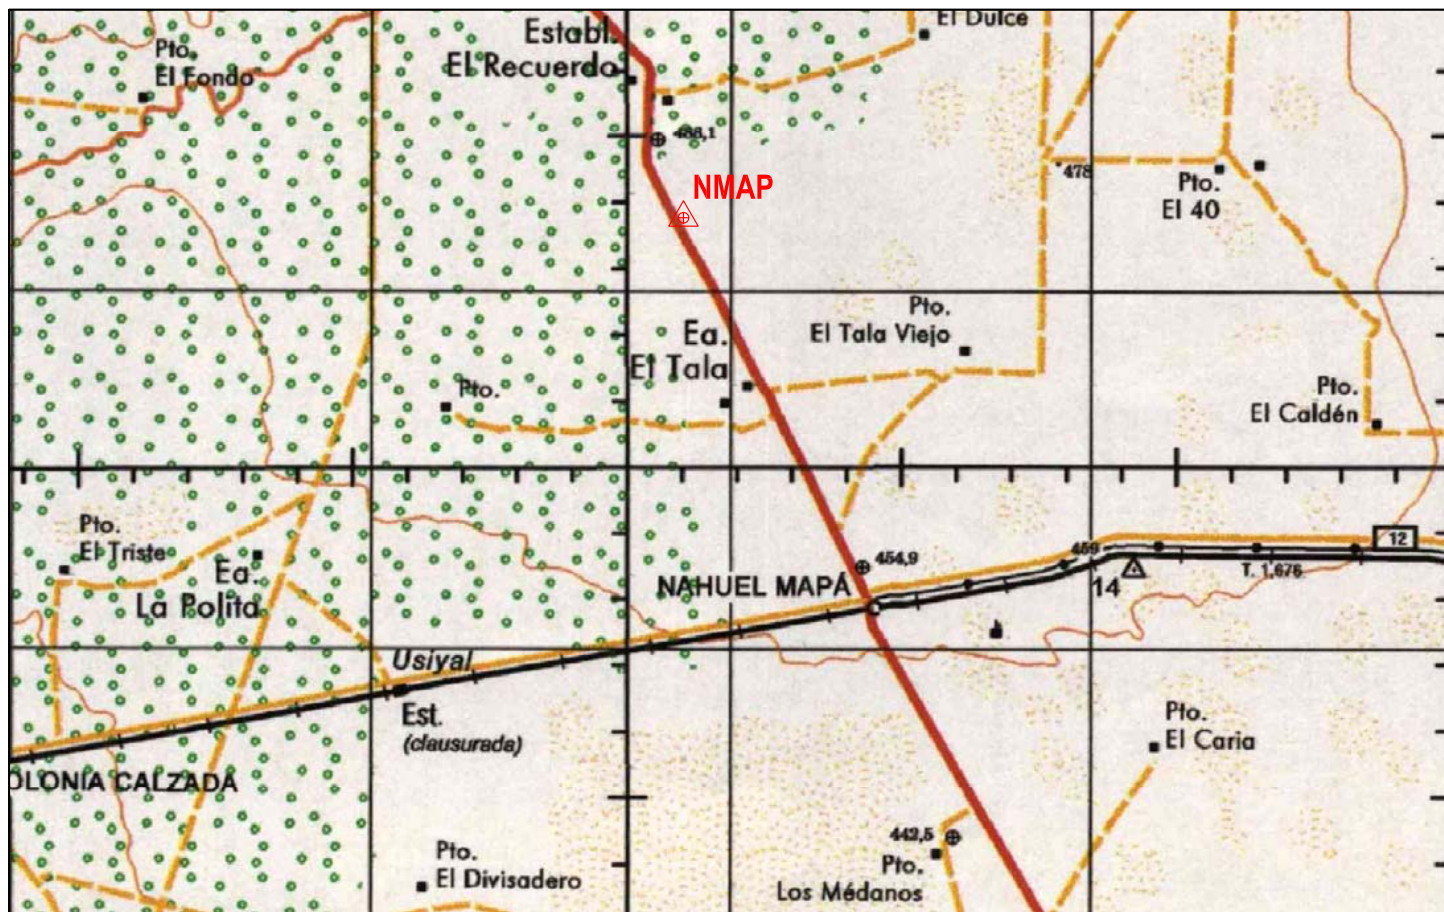 El Dulce
Establ.
El Recuerdo
Pto.
El Fondo
488,1
NMAP
478
Pto.
El 40
Pto.
El Tala Viejo
Ea.
El Tala
Pto.
Pto.
El Caldén
Pto.
El Triste
Ea.
La Polita
454,9
459
12
NAHUEL MAPÁ
14
T. 1,676
Usiyal
Est.
(clausurada)
Pto.
El Caria
OLONIA CALZADA
442,5
Pto.
Los Médanos
Pto.
El Divisadero